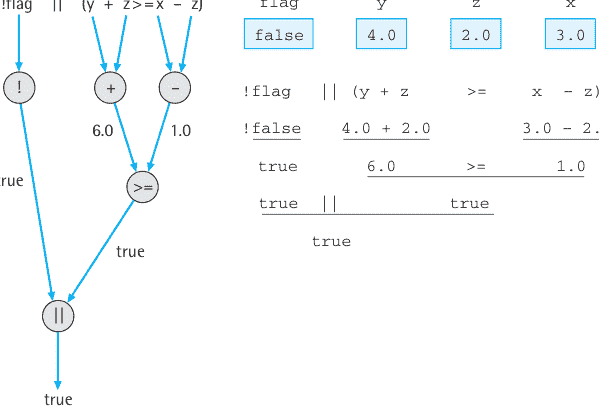 !flag || (y + z>=x - z)
! + -
6.0 1.0
>=
true
true
||
true
flag y z x
false 4.0 2.0 3.0
!flag || (y + z >= x - z)
!false 4.0 + 2.0 3.0 - 2.
true 6.0 >= 1.0
true || true
true